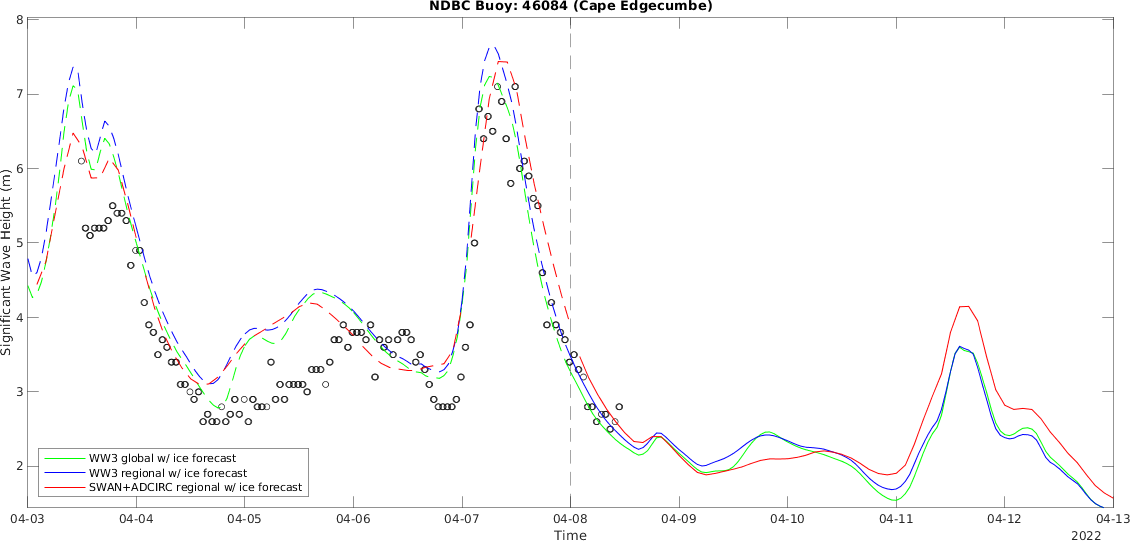 NDBC Buoy: 46084 (Cape Edgecumbe)
8
7
6
5
4
3
2
Significant Wave Height (m)
WW3 global w/ ice forecast
WW3 regional w/ ice forecast
SWAN+ADCIRC regional w/ ice forecast
04-03 04-04 04-05 04-06 04-07 04-08 04-09 04-10 04-11 04-12 04-13
Time
2022